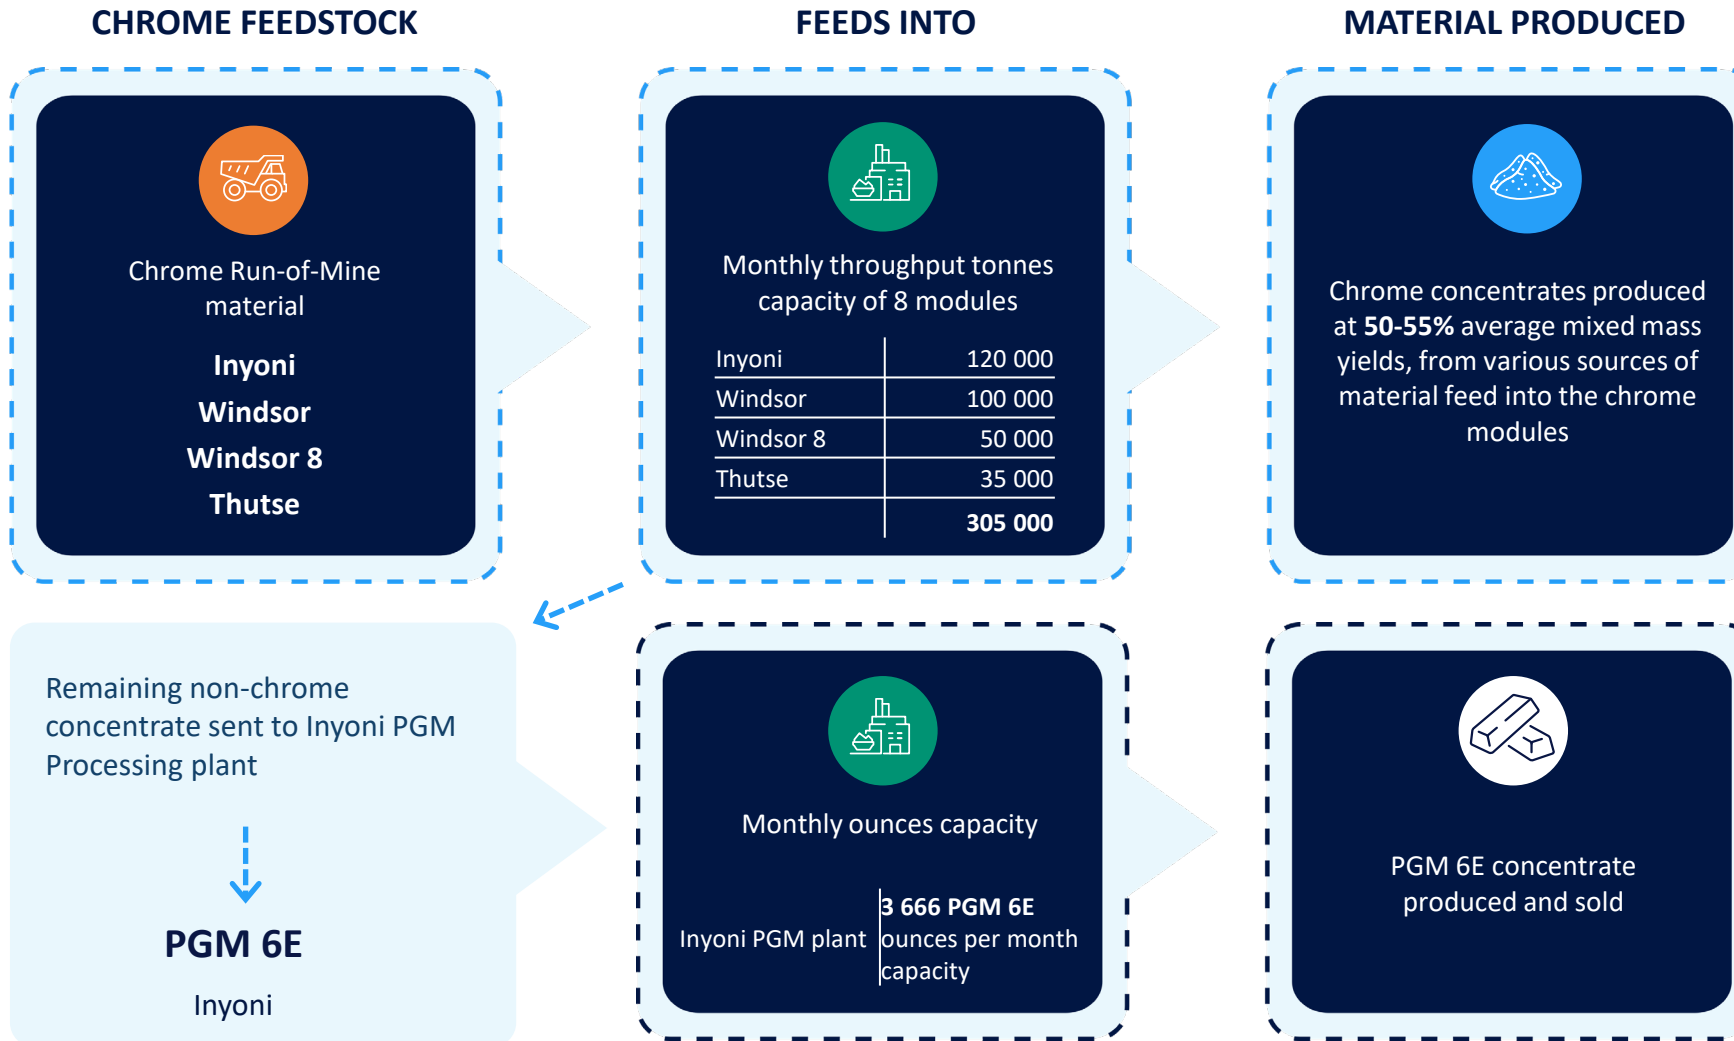 CHROME FEEDSTOCK
FEEDS INTO
MATERIAL PRODUCED
Chrome Run-of-Mine
material
Inyoni
Windsor
Windsor 8
Thutse
Monthly throughput tonnes
capacity of 8 modules
Inyoni 120 000
Windsor 100 000
Windsor 8 50 000
Thutse 35 000
305 000
Chrome concentrates produced
at 50-55% average mixed mass
yields, from various sources of
material feed into the chrome
modules
Remaining non-chrome
concentrate sent to Inyoni PGM
Processing plant
PGM 6E
Inyoni
Monthly ounces capacity
Inyoni PGM plant
3 666 PGM 6E
ounces per month
capacity
PGM 6E concentrate
produced and sold